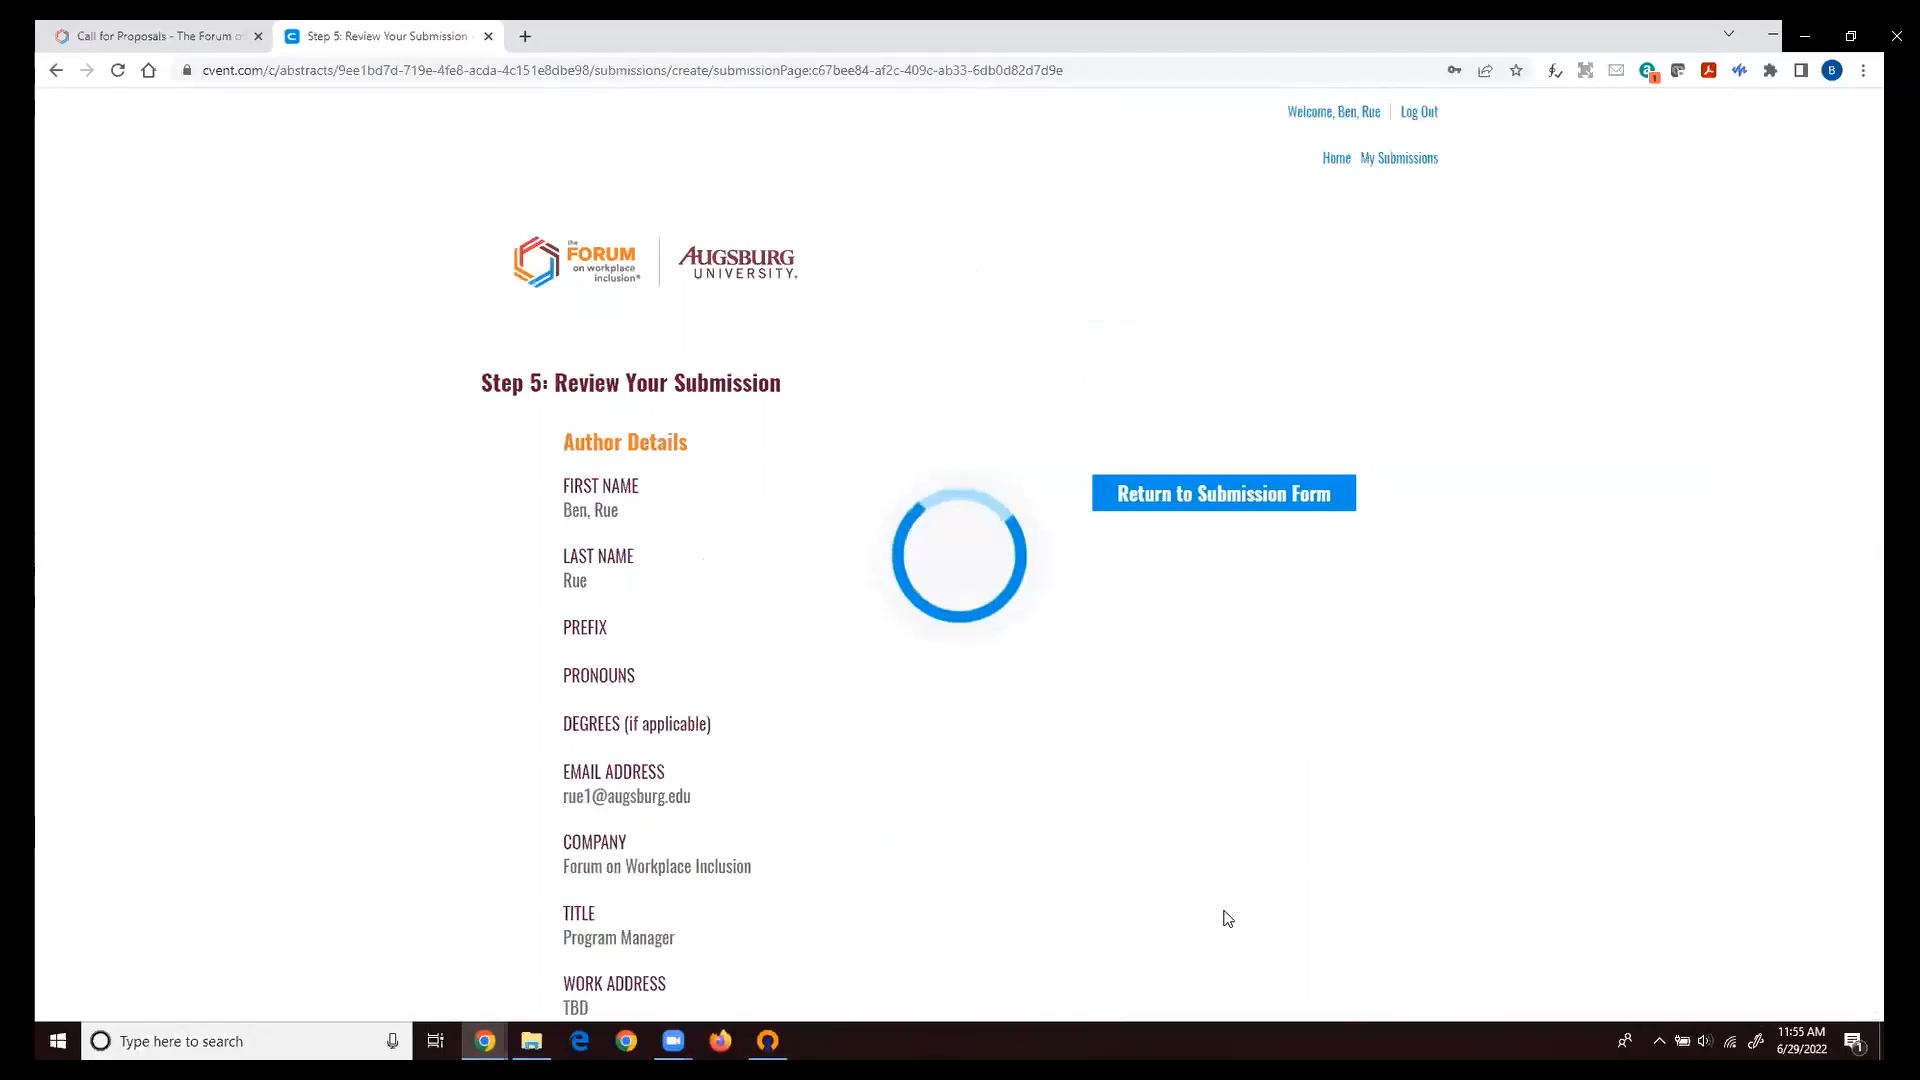 Call for Proposals - The Forum o
Step 5: Review Your Submission
cvent.com/c/abstracts/9ee1bd7d-719e-4fe8-acda-4c151e8dbe98/submissions/create/submissionPage:c67bee84-af2c-409c-ab33-6db0d82d7d9e
1
B
Welcome, Ben, Rue
Log Out
Home
My Submissions
the
FORUM
on workplace
inclusion®
AUGSBURG
UNIVERSITY.
Step 5: Review Your Submission
Author Details
FIRST NAME
Ben, Rue
Return to Submission Form
LAST NAME
Rue
PREFIX
PRONOUNS
DEGREES (if applicable)
EMAIL ADDRESS
rue1@augsburg.edu
COMPANY
Forum on Workplace Inclusion
TITLE
Program Manager
WORK ADDRESS
TBD
Type here to search
11:55 AM
6/29/2022
1